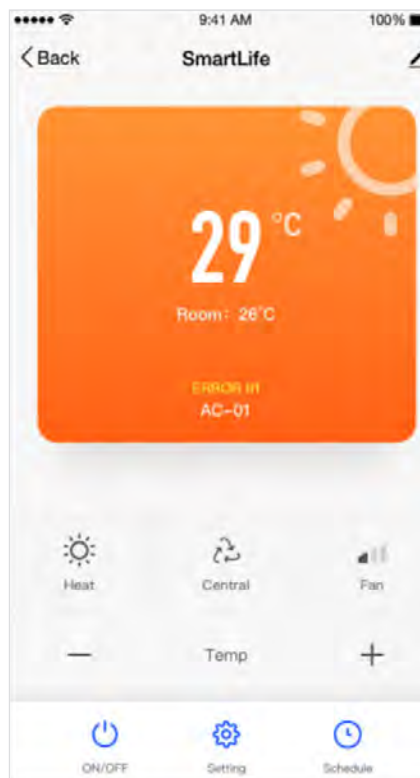 9:41 AM 100%
Back SmartLife
29 °C
Room: 26°C
ERROR 01
AC-01
Heat Central Fan
— Temp +
ON/OFF Setting Schedule